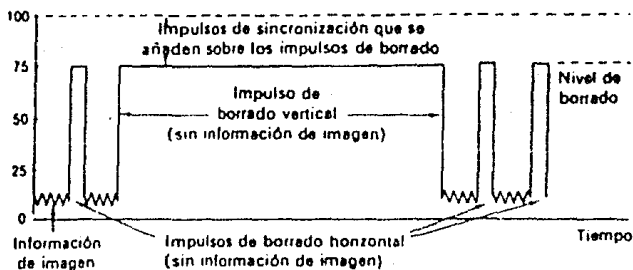 100
Impulsos de sincronización que se
añaden sobre los impulsos de borrado
75
Nivel de
borrado
Impulso de
borrado vertical
(sin información de imagen)
50
25
0
Tiempo
Información
de imagen
Impulsos de borrado horizontal
(sin información de imagen)